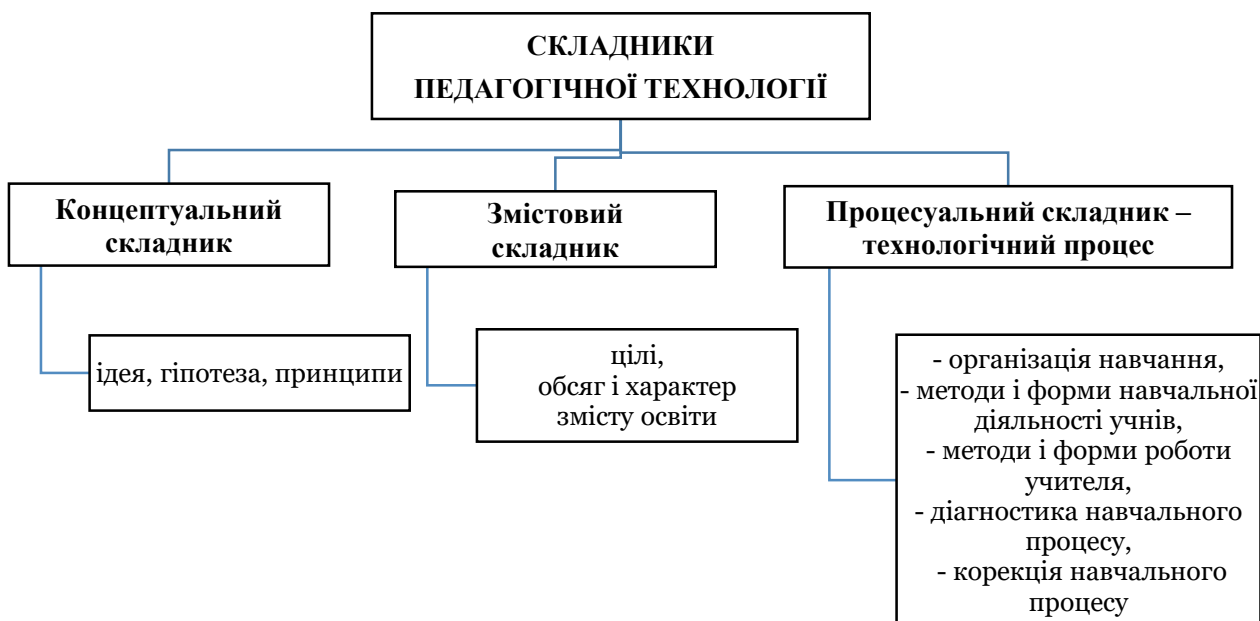 СКЛАДНИКИ
ПЕДАГОГІЧНОЇ ТЕХНОЛОГІЇ
Концептуальний
складник
Змістовий
складник
Процесуальний складник –
технологічний процес
ідея, гіпотеза, принципи
цілі,
обсяг і характер
змісту освіти
- організація навчання,
- методи і форми навчальної
діяльності учнів,
- методи і форми роботи
учителя,
- діагностика навчального
процесу,
- корекція навчального
процесу